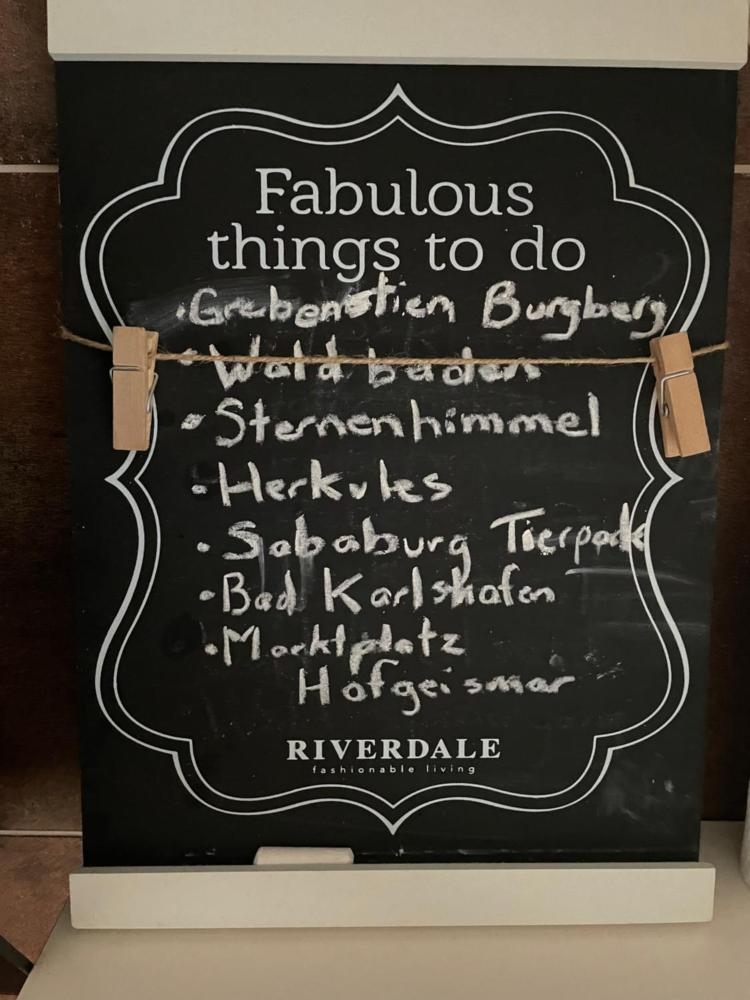 Fabulous
things to do
• Grebenstien Burgberg
• Wald baden
• Sternenhimmel
• Herkules
• Sababurg Tierpark
• Bad Karlshafen
• Marktplatz
Hofgeismar
RIVERDALE
fashionable living